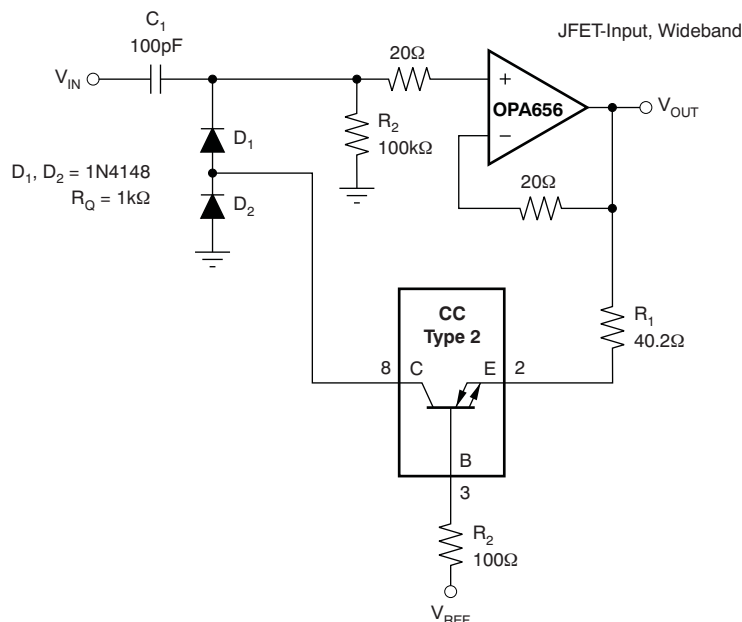 C1
100pF
JFET-Input, Wideband
20Ω
VIN
+
OPA656
−
VOUT
R2
100kΩ
D1
D1, D2 = 1N4148
RQ = 1kΩ
D2
20Ω
CC
Type 2
R1
40.2Ω
8
C
E
2
B
3
R2
100Ω
VREF